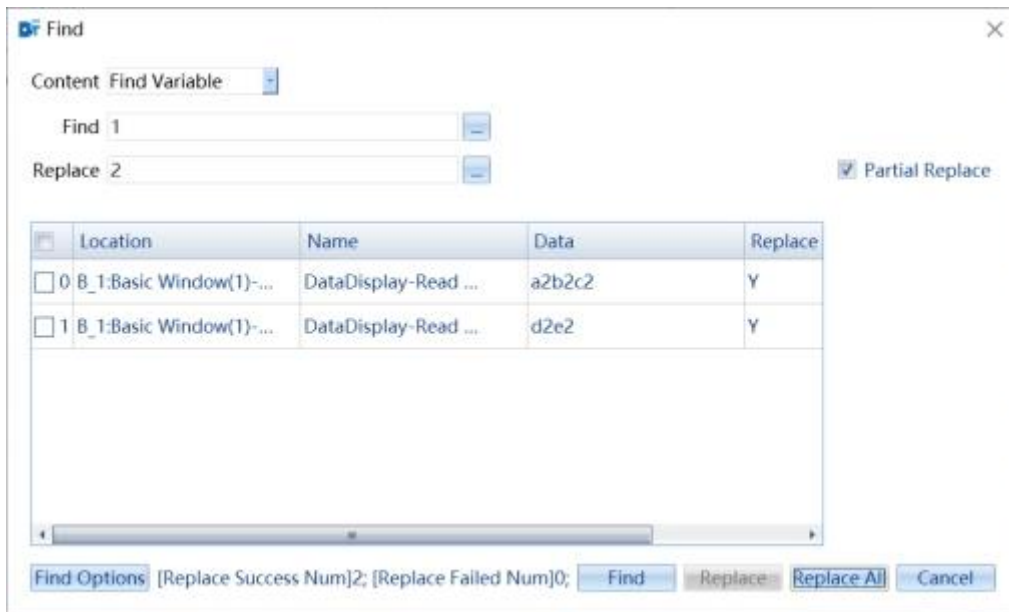 Find
Content Find Variable
Find 1
Replace 2
Partial Replace
Location Name Data Replace
0 B_1:Basic Window(1)-... DataDisplay-Read ... a2b2c2 Y
1 B_1:Basic Window(1)-... DataDisplay-Read ... d2e2 Y
Find Options [Replace Success Num]2; [Replace Failed Num]0; Find Replace Replace All Cancel